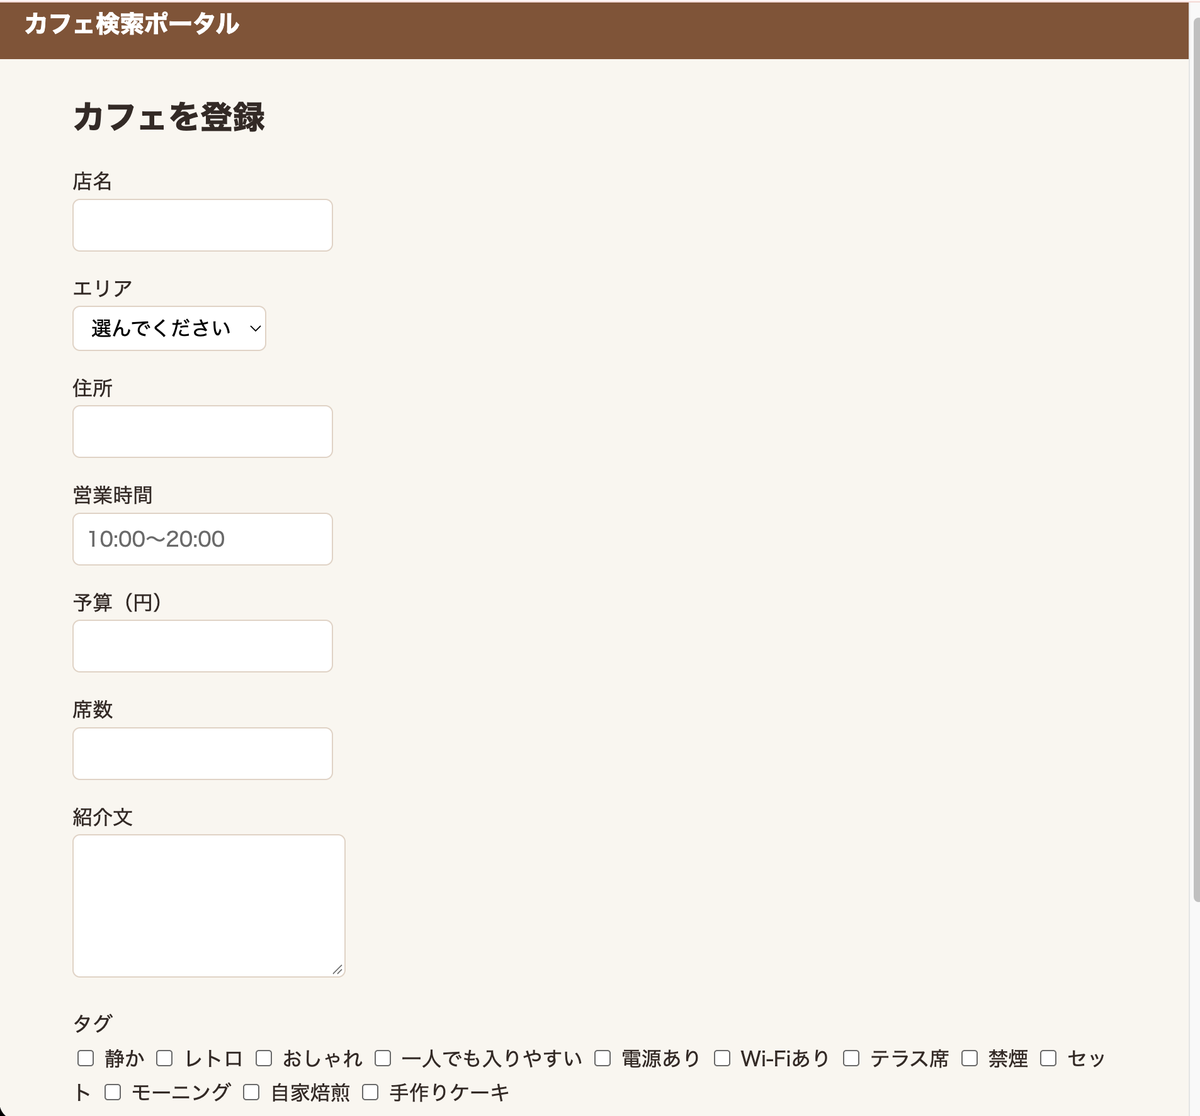 カフェ検索ポータル
カフェを登録
店名
エリア
選んでください
住所
営業時間
10:00〜20:00
予算（円）
席数
紹介文
タグ
静か レトロ おしゃれ 一人でも入りやすい 電源あり Wi-Fiあり テラス席 禁煙 セッ
ト モーニング 自家焙煎 手作りケーキ